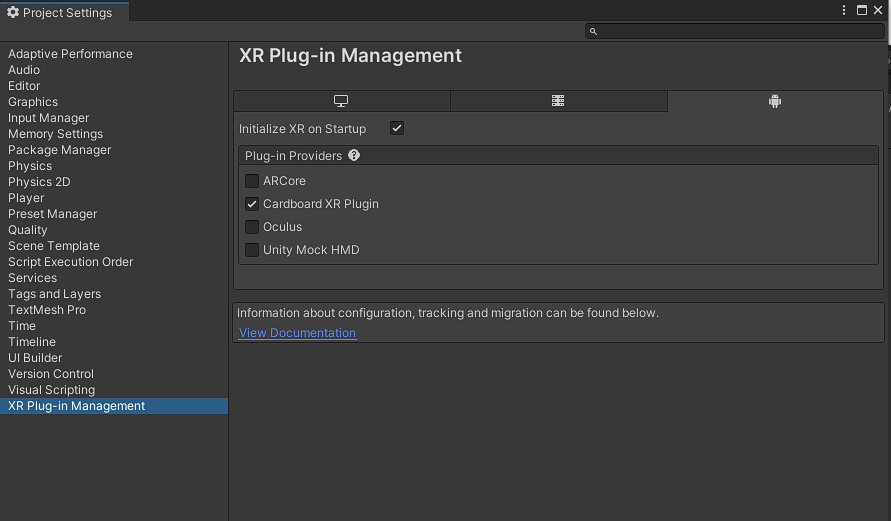 Project Settings
Adaptive Performance
Audio
Editor
Graphics
Input Manager
Memory Settings
Package Manager
Physics
Physics 2D
Player
Preset Manager
Quality
Scene Template
Script Execution Order
Services
Tags and Layers
TextMesh Pro
Time
Timeline
UI Builder
Version Control
Visual Scripting
XR Plug-in Management
XR Plug-in Management
Initialize XR on Startup
Plug-in Providers
ARCore
Cardboard XR Plugin
Oculus
Unity Mock HMD
Information about configuration, tracking and migration can be found below.
View Documentation